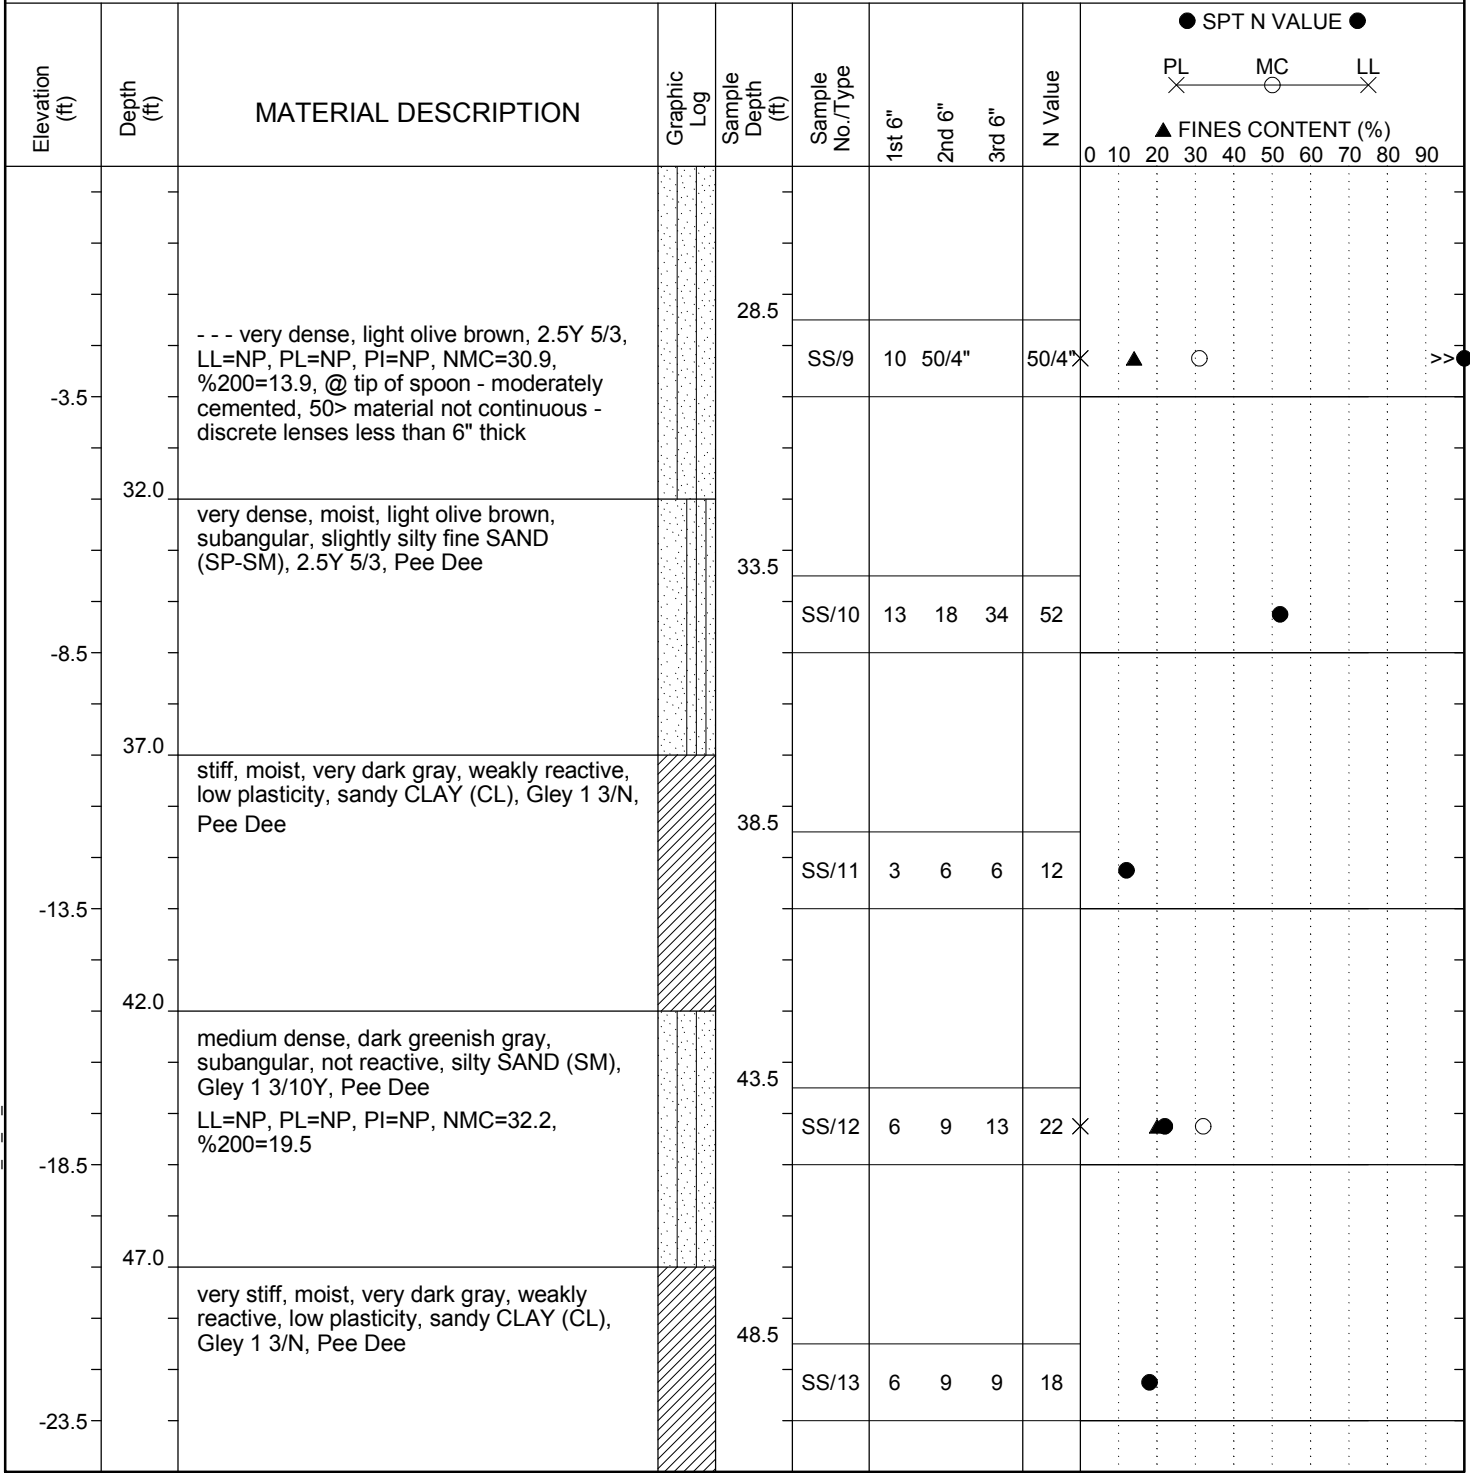 Elevation
(ft)
Depth
(ft)
MATERIAL DESCRIPTION
Graphic
Log
Sample
Depth
(ft)
Sample
No./Type
1st 6"
2nd 6"
3rd 6"
N Value
SPT N VALUE
PL MC LL
FINES CONTENT (%)
0 10 20 30 40 50 60 70 80 90
28.5
- - - very dense, light olive brown, 2.5Y 5/3,
LL=NP, PL=NP, PI=NP, NMC=30.9,
%200=13.9, @ tip of spoon - moderately
cemented, 50> material not continuous -
discrete lenses less than 6" thick
SS/9 10 50/4" 50/4" >>
-3.5
32.0
very dense, moist, light olive brown,
subangular, slightly silty fine SAND
(SP-SM), 2.5Y 5/3, Pee Dee
33.5
SS/10 13 18 34 52
-8.5
37.0
stiff, moist, very dark gray, weakly reactive,
low plasticity, sandy CLAY (CL), Gley 1 3/N,
Pee Dee
38.5
SS/11 3 6 6 12
-13.5
42.0
medium dense, dark greenish gray,
subangular, not reactive, silty SAND (SM),
Gley 1 3/10Y, Pee Dee
LL=NP, PL=NP, PI=NP, NMC=32.2,
%200=19.5
43.5
SS/12 6 9 13 22
-18.5
47.0
very stiff, moist, very dark gray, weakly
reactive, low plasticity, sandy CLAY (CL),
Gley 1 3/N, Pee Dee
48.5
SS/13 6 9 9 18
-23.5